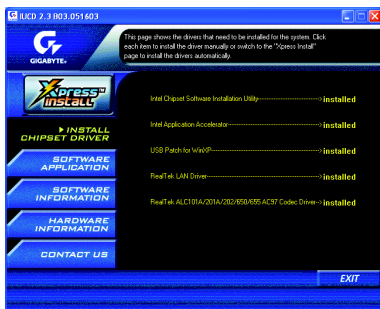 IUCD 2.3 B03.051603
This page shows the drivers that need to be installed for the system. Click
each item to install the driver manually or switch to the "Xpress Install"
page to install the drivers automatically.
GIGABYTE
Xpress™
INSTALL
INSTALL
CHIPSET DRIVER
SOFTWARE
APPLICATION
SOFTWARE
INFORMATION
HARDWARE
INFORMATION
CONTACT US
Intel Chipset Software Installation Utility--------------------> installed
Intel Application Accelerator------------------------------> installed
USB Patch for WinXP-----------------------------------> installed
RealTek LAN Driver------------------------------------> installed
RealTek ALC101A/201A/202/650/655 AC97 Codec Driver--> installed
EXIT